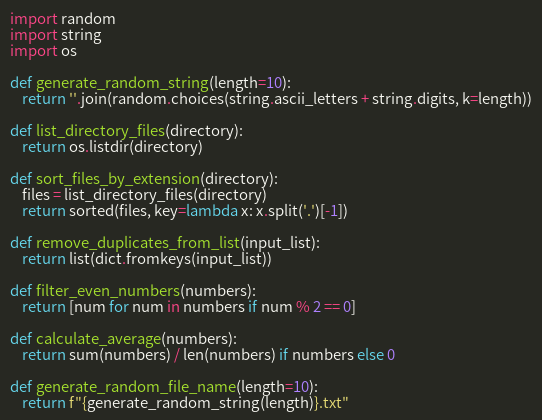 import random
import string
import os

def generate_random_string(length=10):
    return ''.join(random.choices(string.ascii_letters + string.digits, k=length))

def list_directory_files(directory):
    return os.listdir(directory)

def sort_files_by_extension(directory):
    files = list_directory_files(directory)
    return sorted(files, key=lambda x: x.split('.')[-1])

def remove_duplicates_from_list(input_list):
    return list(dict.fromkeys(input_list))

def filter_even_numbers(numbers):
    return [num for num in numbers if num % 2 == 0]

def calculate_average(numbers):
    return sum(numbers) / len(numbers) if numbers else 0

def generate_random_file_name(length=10):
    return f"{generate_random_string(length)}.txt"